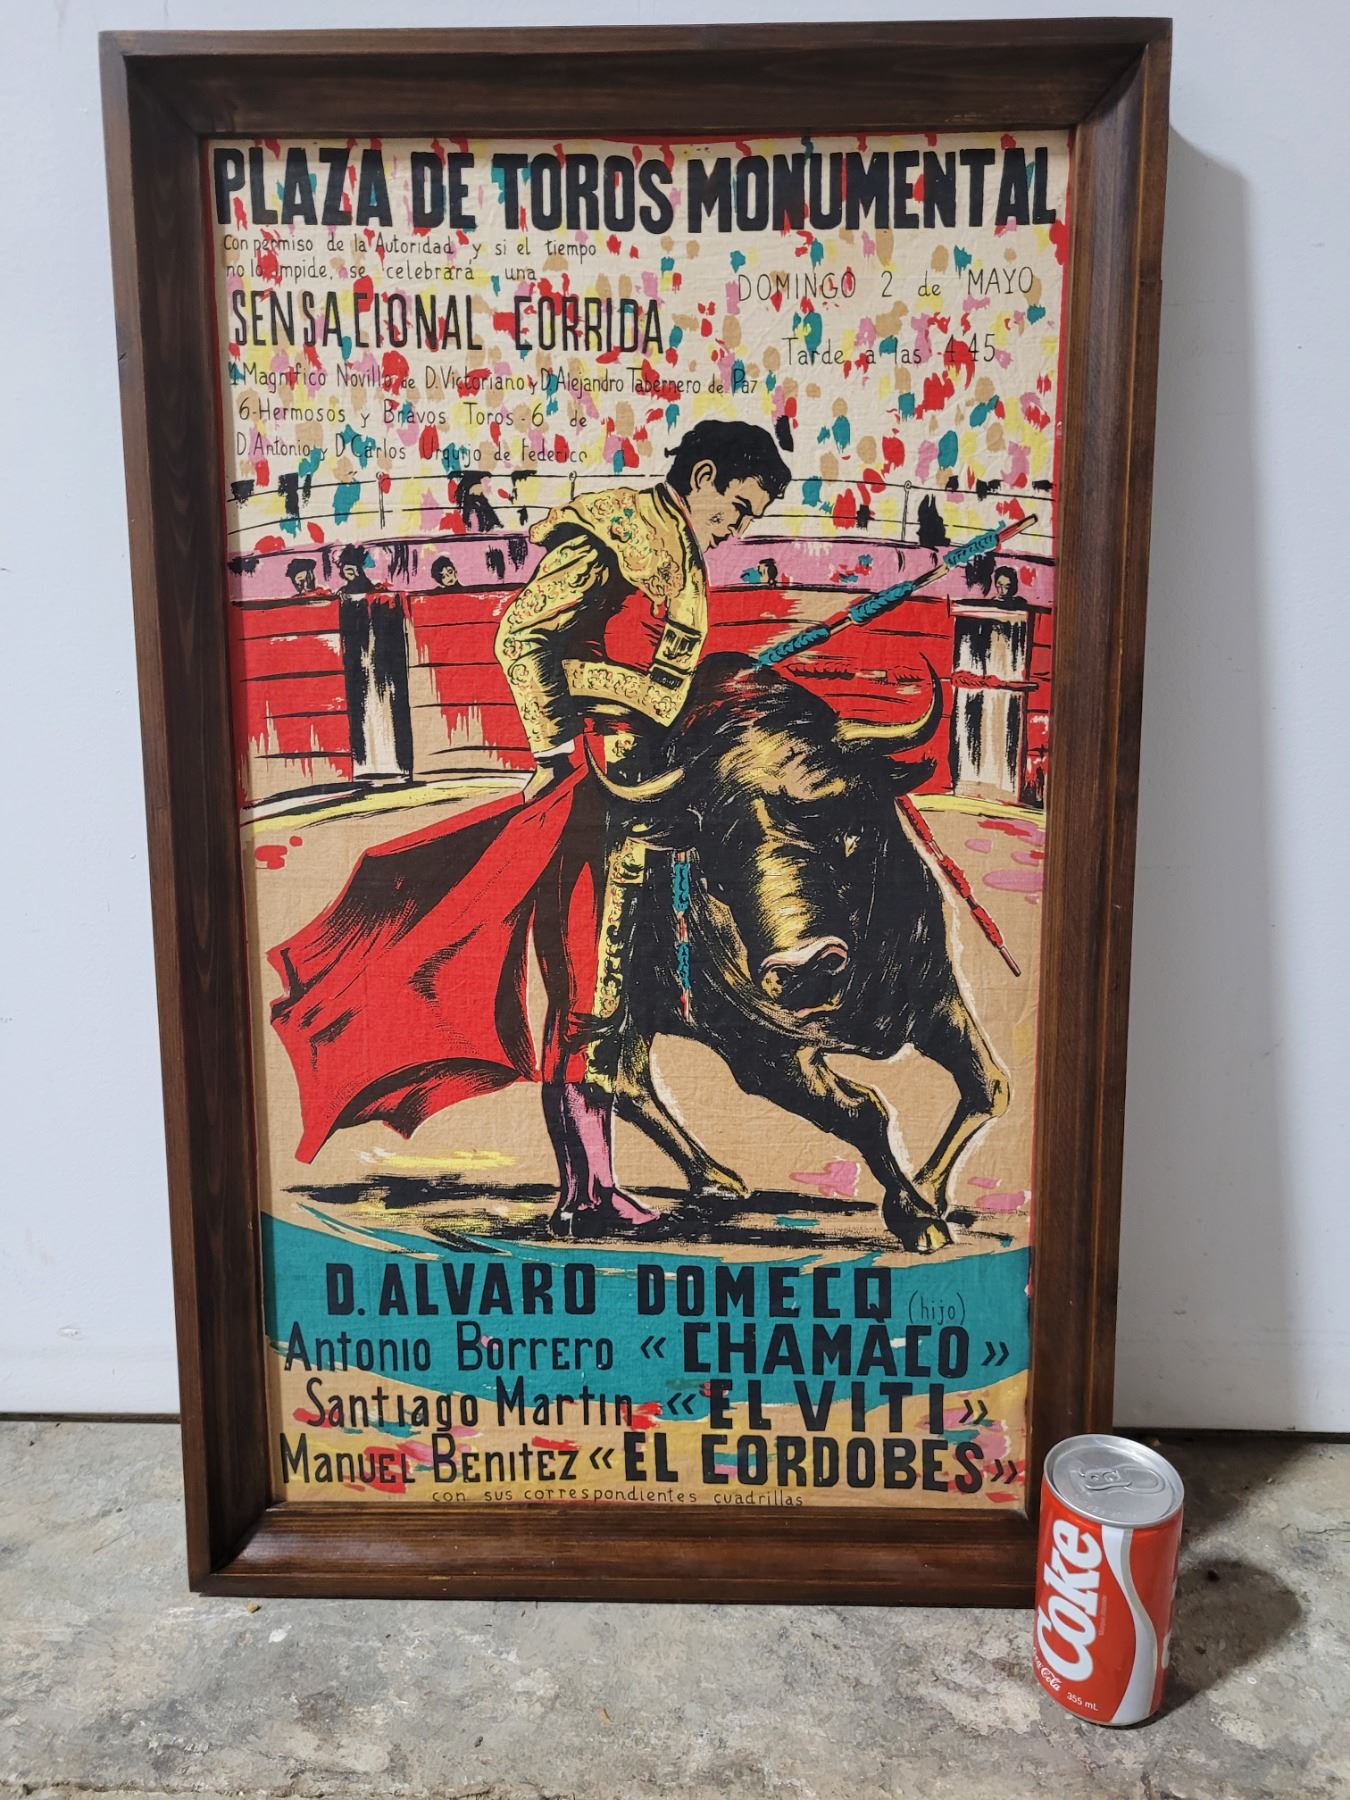 PLAZA DE TOROS MONUMENTAL
Con permiso de la Autoridad y si el tiempo
no lo impide, se celebrara una
DOMINGO 2 de MAYO
SENSACIONAL CORRIDA
Tarde a las 4 45
1 Magnifico Novillo de D. Victoriano y D. Alejandro Tabernero de Paz
6-Hermosos y Bravos Toros-6 de
D. Antonio y D. Carlos Urquijo de Federico
D. ALVARO DOMECQ (hijo)
Antonio Borrero « CHAMACO »
Santiago Martin « EL VITI »
Manuel Benitez « EL CORDOBES »
con sus correspondientes cuadrillas
Coke
355 mL